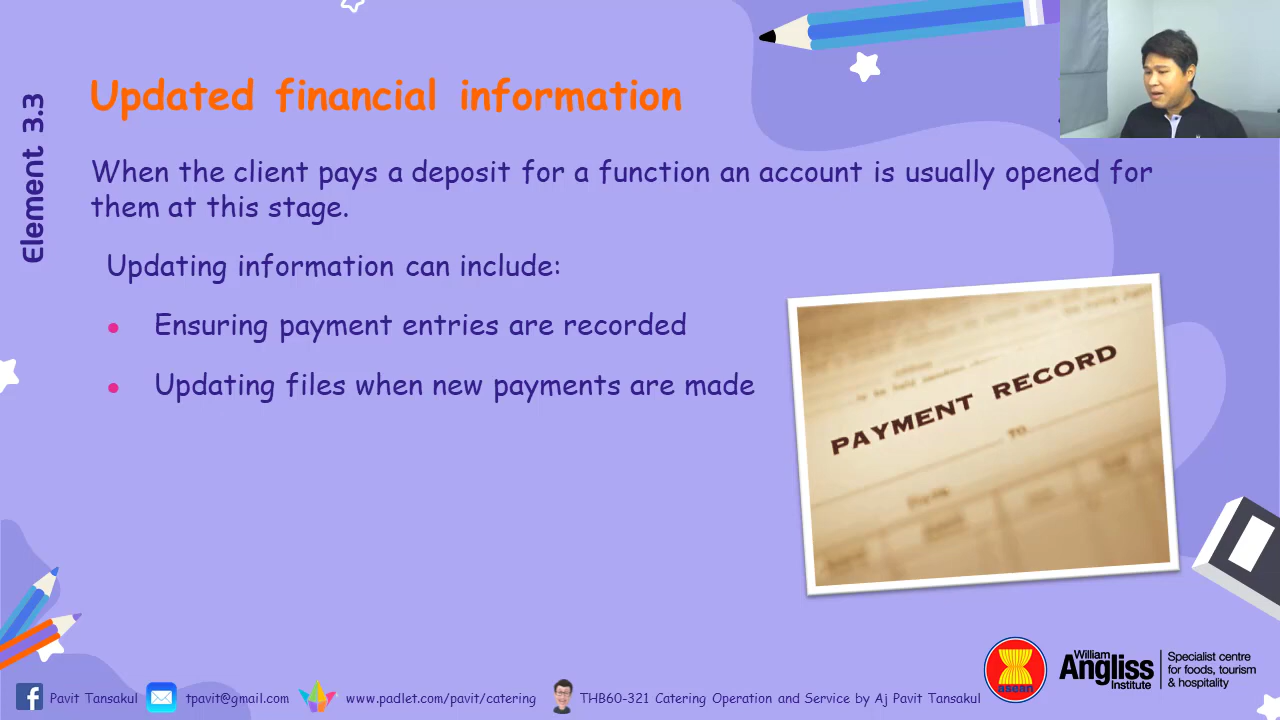 Element 3.3
Updated financial information
When the client pays a deposit for a function an account is usually opened for
them at this stage.
Updating information can include:
• Ensuring payment entries are recorded
• Updating files when new payments are made
PAYMENT RECORD
TO
Pavit Tansakul
tpavit@gmail.com
www.padlet.com/pavit/catering
THB60-321 Catering Operation and Service by Aj Pavit Tansakul
asean
William
Angliss
Institute
Specialist centre
for foods, tourism
& hospitality